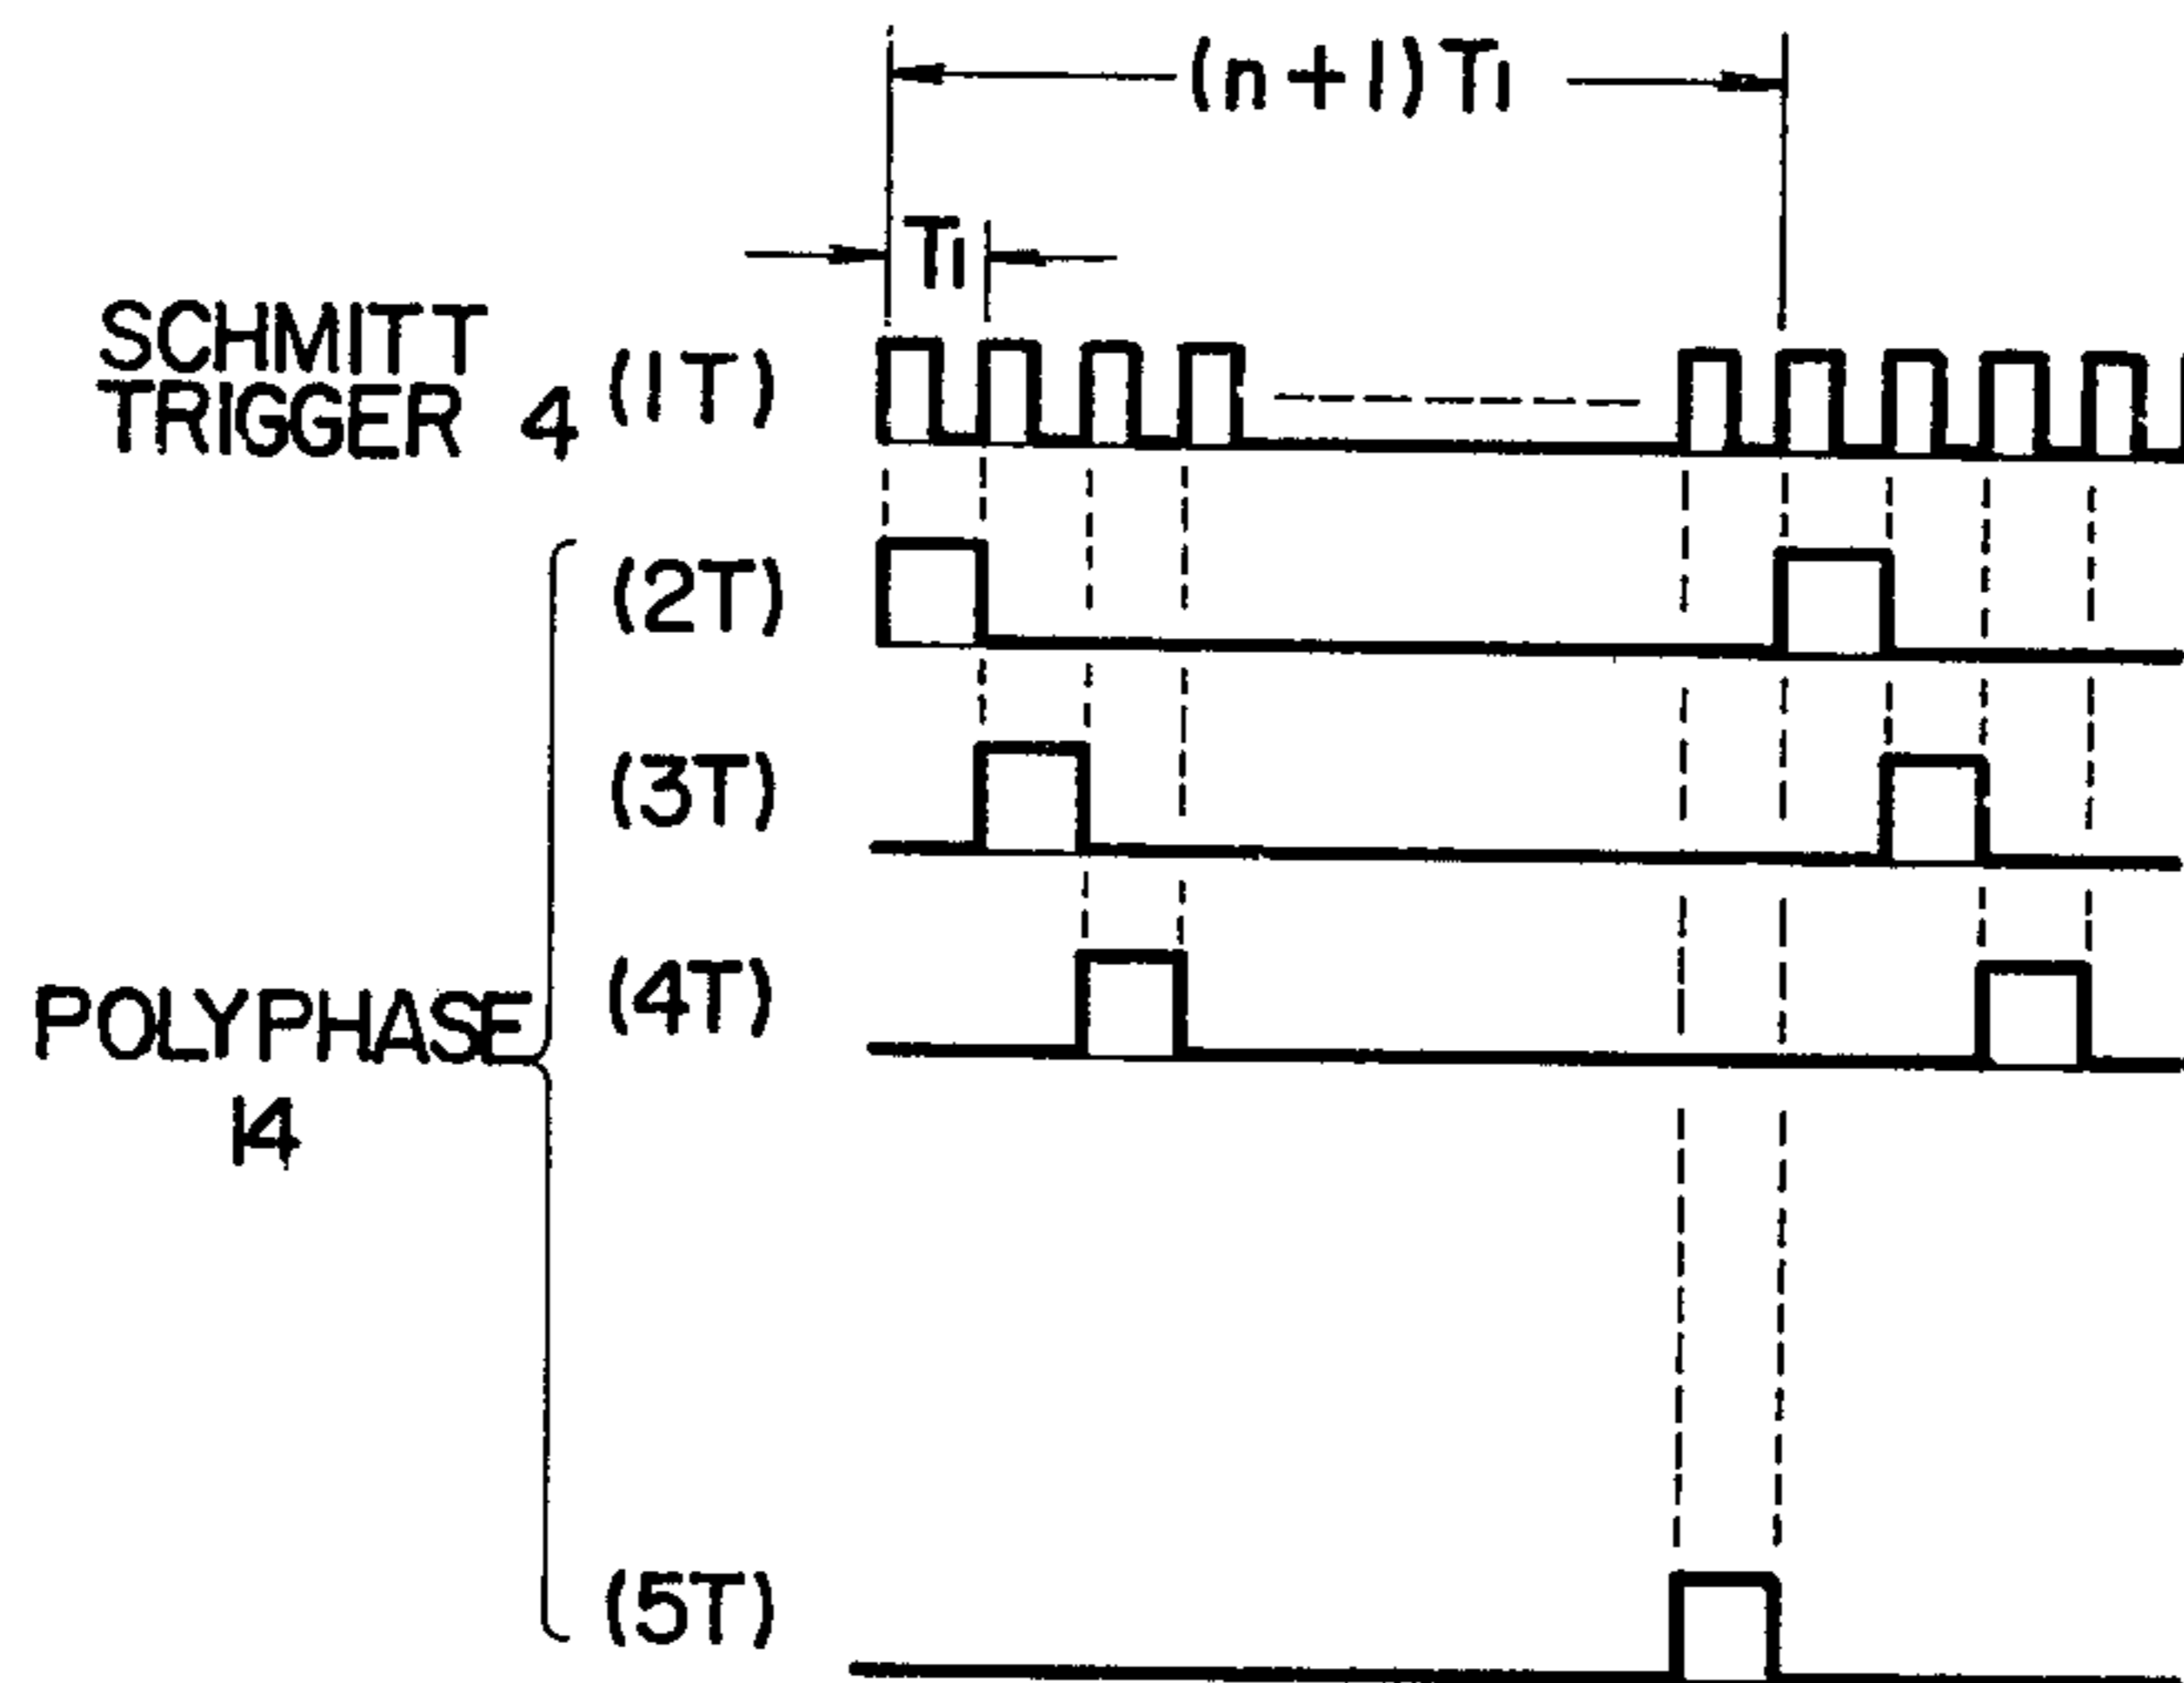 (n+1)T1
T1
SCHMITT
TRIGGER 4
(1T)
(2T)
(3T)
(4T)
POLYPHASE
14
(5T)